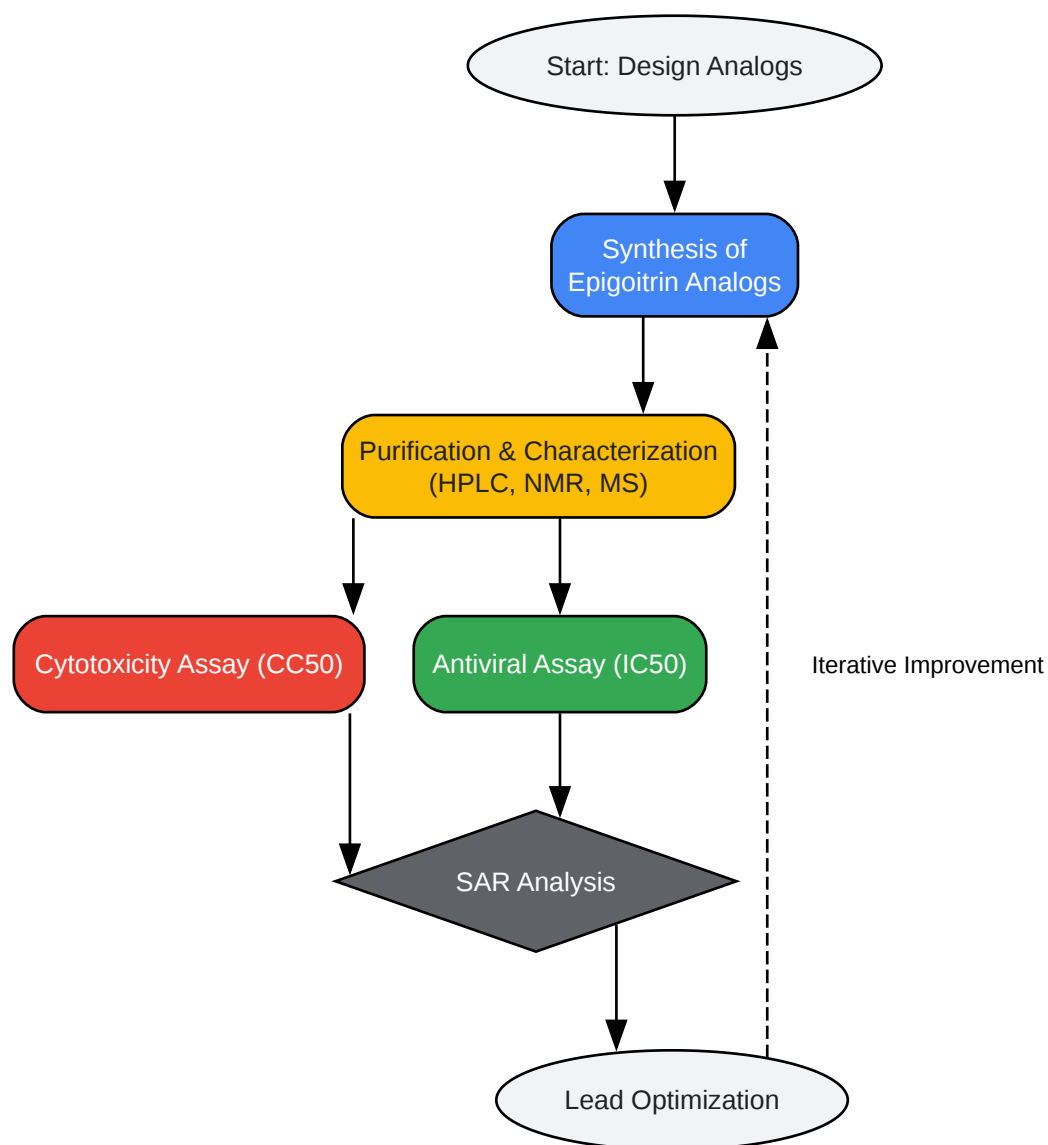 Start: Design Analogs
Synthesis of
Epigoitrin Analogs
Purification & Characterization
(HPLC, NMR, MS)
Cytotoxicity Assay (CC50)
Antiviral Assay (IC50)
Iterative Improvement
SAR Analysis
Lead Optimization